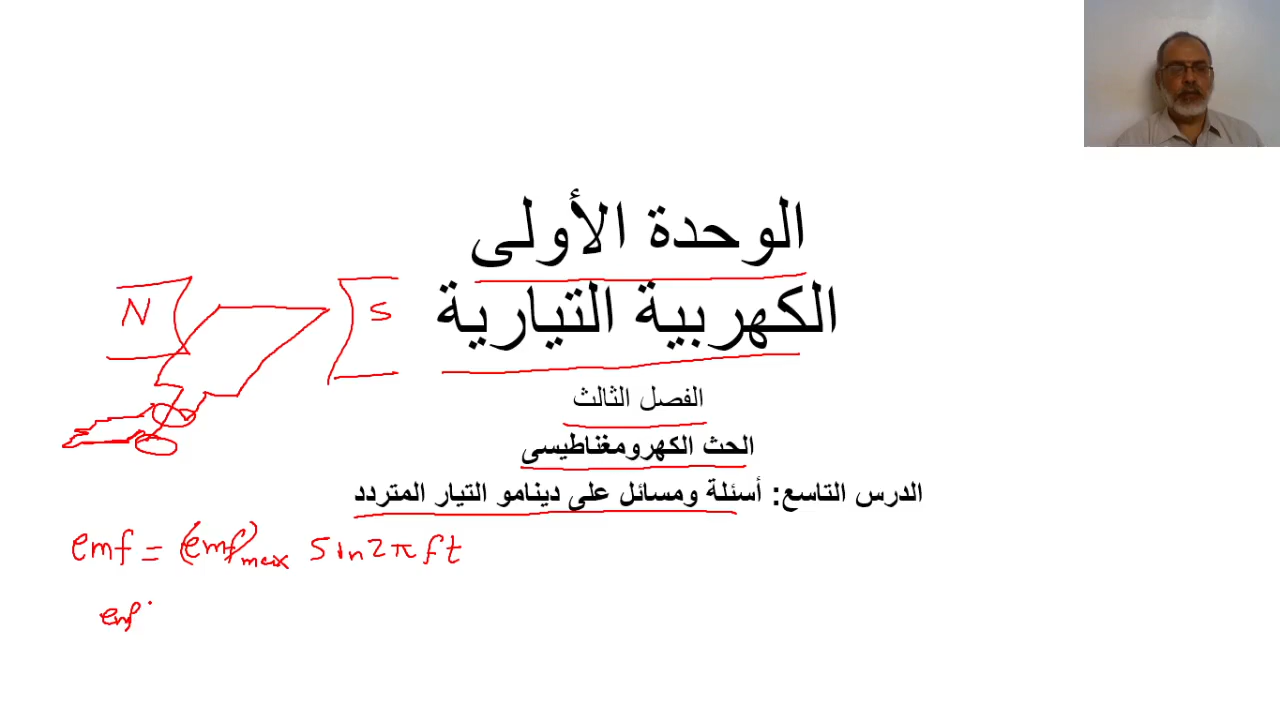 الوحدة الأولى
الكهربية التيارية
الفصل الثالث
الحث الكهرومغناطيسى
الدرس التاسع: أسئلة ومسائل على دينامو التيار المتردد
N
S
emf = (emf)max Sin2πft
emf